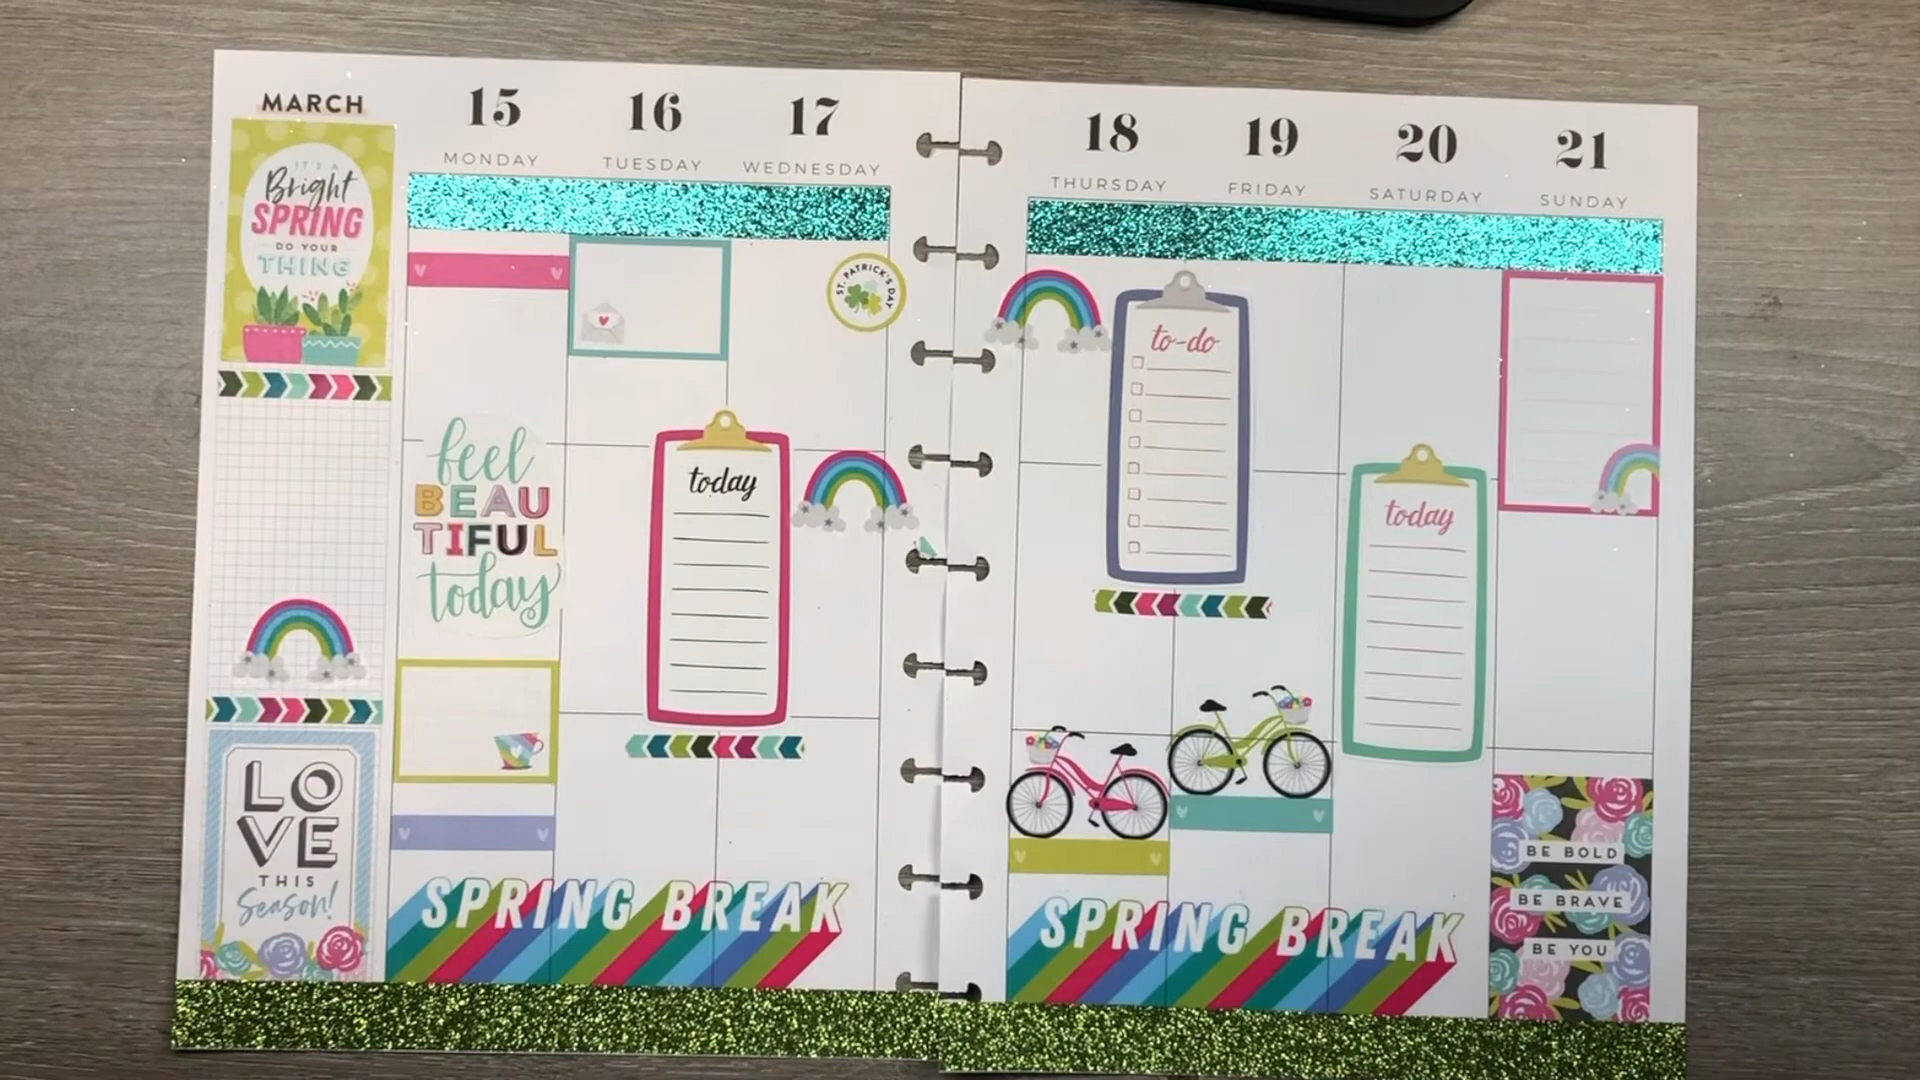 MARCH
15
MONDAY
16
TUESDAY
17
WEDNESDAY
18
THURSDAY
19
FRIDAY
20
SATURDAY
21
SUNDAY
IT'S A
Bright
SPRING
DO YOUR
THING
LO
VE
THIS
Season!
feel
BEAU
TIFUL
today
today
ST. PATRICK'S DAY
SPRING BREAK
to-do
today
SPRING BREAK
BE BOLD
BE BRAVE
BE YOU